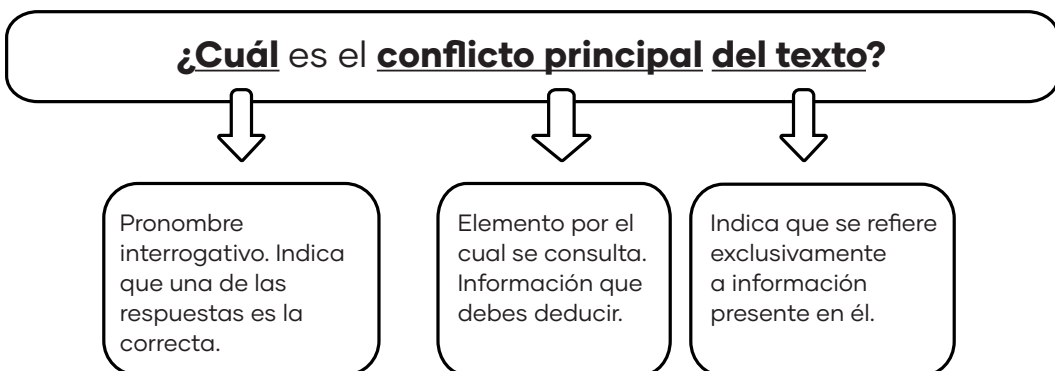 ¿Cuál es el conflicto principal del texto?
Pronombre
interrogativo. Indica
que una de las
respuestas es la
correcta.
Elemento por el
cual se consulta.
Información que
debes deducir.
Indica que se refiere
exclusivamente
a información
presente en él.